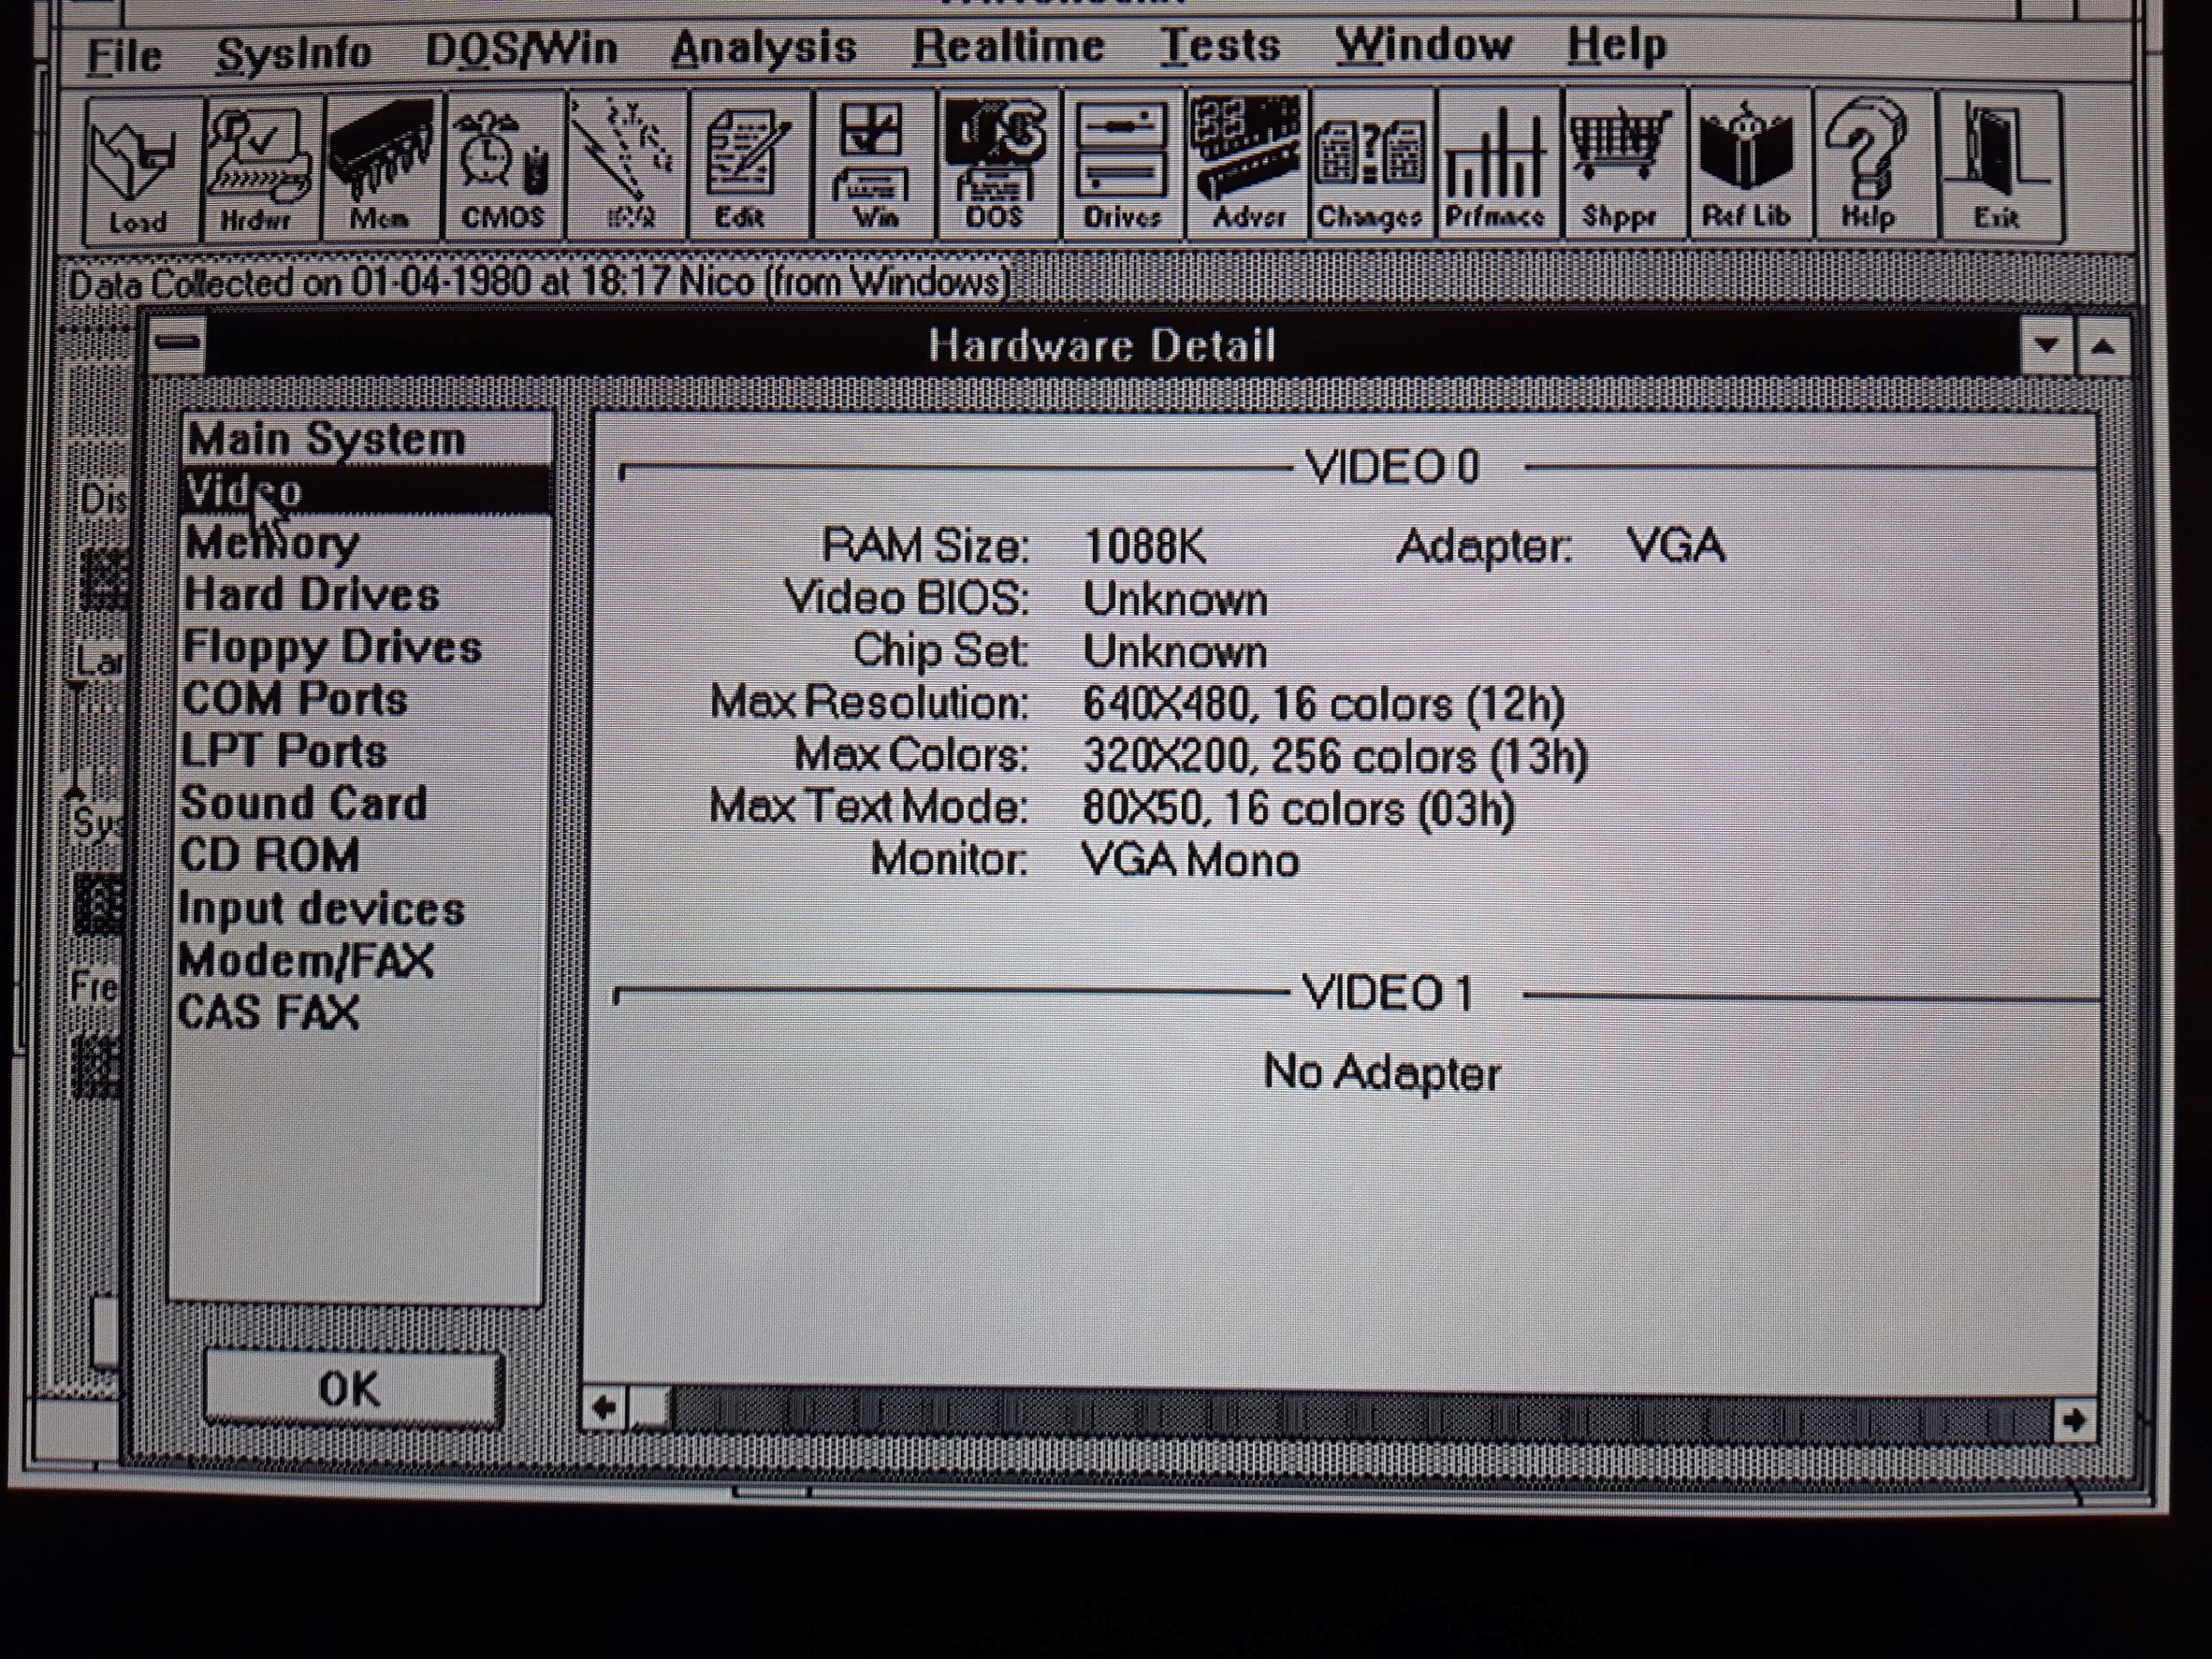 File SysInfo DOS/Win Analysis Realtime Tests Window Help
Load Hrdwr Mem CMOS IRQ Edit Win DOS Drives Advsr Changes Prfmnce Shppr Ref Lib Help Exit
Data Collected on 01-04-1980 at 18:17 Nico (from Windows)
Hardware Detail
Main System
Video
Memory
Hard Drives
Floppy Drives
COM Ports
LPT Ports
Sound Card
CD ROM
Input devices
Modem/FAX
CAS FAX
OK
Dis
Lar
Sys
Fre
VIDEO 0
RAM Size: 1088K Adapter: VGA
Video BIOS: Unknown
Chip Set: Unknown
Max Resolution: 640X480, 16 colors (12h)
Max Colors: 320X200, 256 colors (13h)
Max Text Mode: 80X50, 16 colors (03h)
Monitor: VGA Mono
VIDEO 1
No Adapter